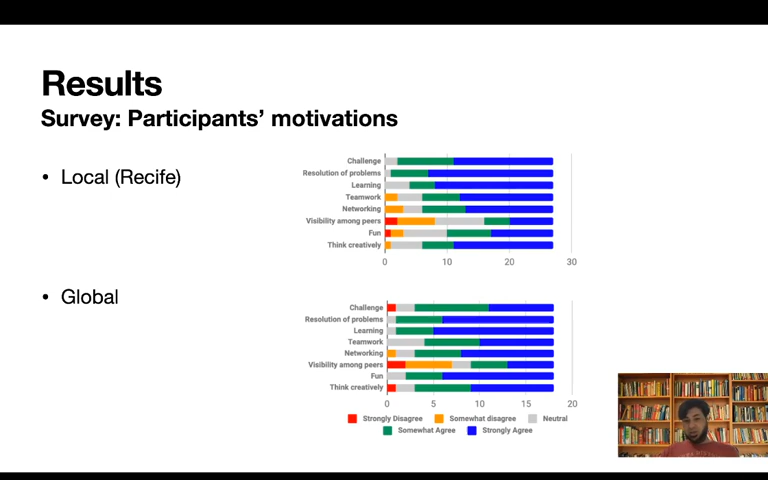 Results
Survey: Participants' motivations
• Local (Recife)
Challenge
Resolution of problems
Learning
Teamwork
Networking
Visibility among peers
Fun
Think creatively
0 10 20 30
• Global
Challenge
Resolution of problems
Learning
Teamwork
Networking
Visibility among peers
Fun
Think creatively
0 5 10 15 20
Strongly Disagree Somewhat disagree Neutral
Somewhat Agree Strongly Agree